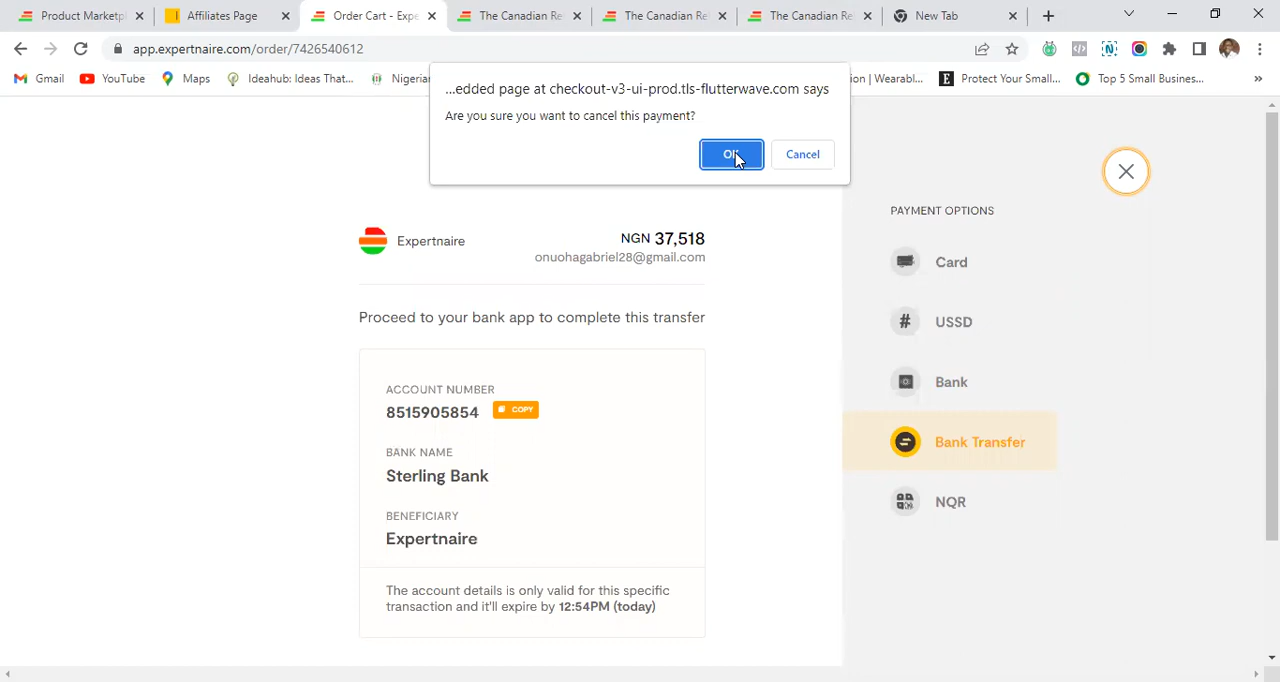 Product Marketpl
Affiliates Page
Order Cart - Expe
The Canadian Re
The Canadian Re
The Canadian Re
New Tab
app.expertnaire.com/order/7426540612
Gmail
YouTube
Maps
Ideahub: Ideas That...
Nigerian
| Wearabl...
Protect Your Small...
Top 5 Small Busines...
»
...edded page at checkout-v3-ui-prod.tls-flutterwave.com says
Are you sure you want to cancel this payment?
OK
Cancel
Expertnaire
NGN 37,518
onuohagabriel28@gmail.com
Proceed to your bank app to complete this transfer
ACCOUNT NUMBER
8515905854
COPY
BANK NAME
Sterling Bank
BENEFICIARY
Expertnaire
The account details is only valid for this specific
transaction and it'll expire by 12:54PM (today)
PAYMENT OPTIONS
Card
# USSD
Bank
Bank Transfer
NQR